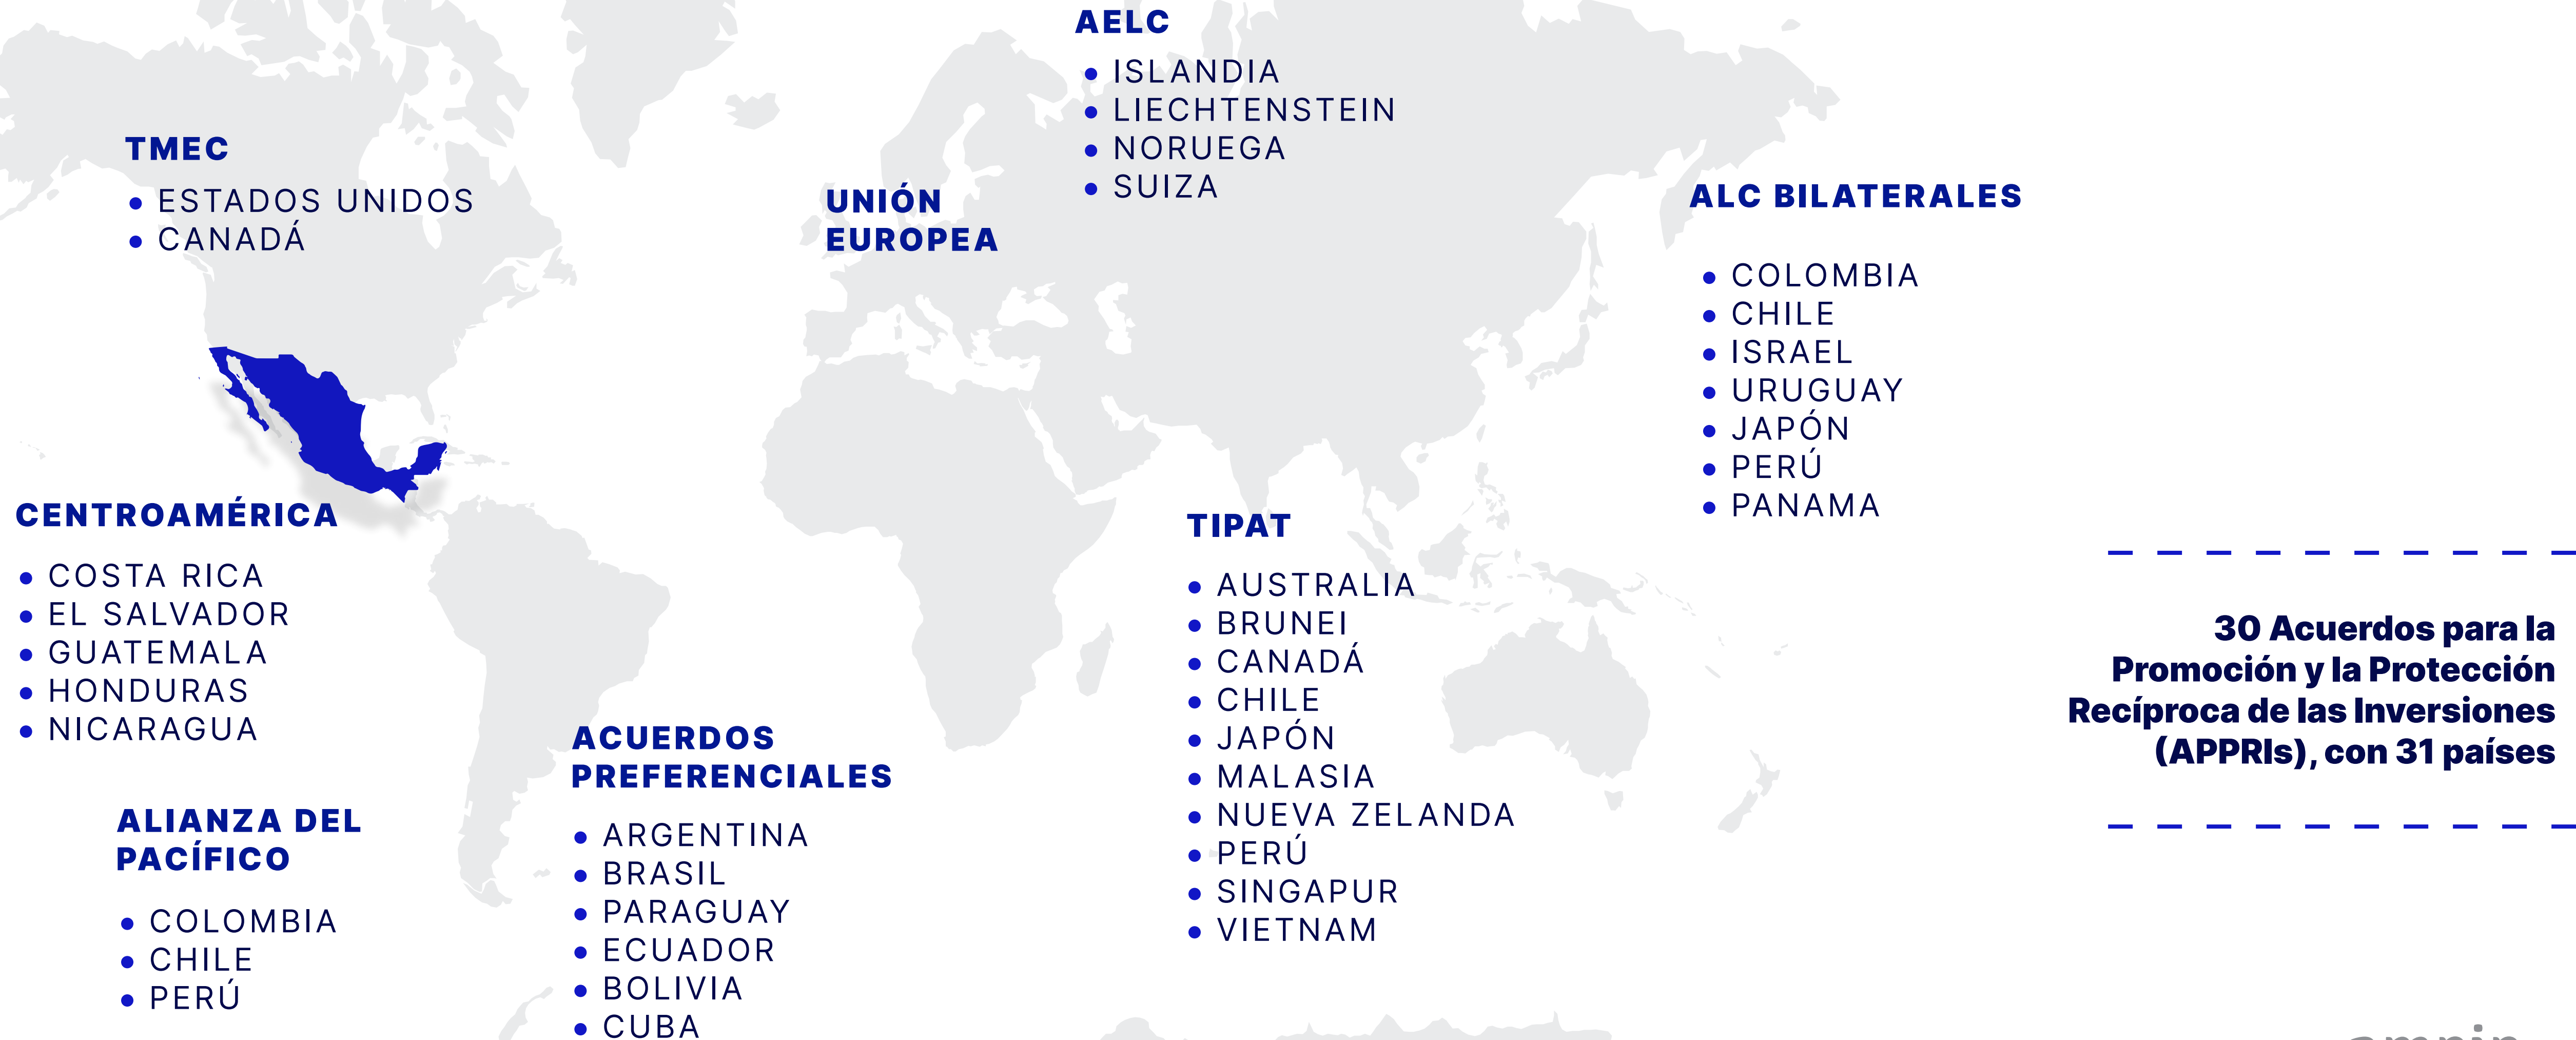 AELC
ISLANDIA
LIECHTENSTEIN
NORUEGA
SUIZA
TMEC
ESTADOS UNIDOS
CANADÁ
UNIÓN
EUROPEA
ALC BILATERALES
COLOMBIA
CHILE
ISRAEL
URUGUAY
JAPÓN
PERÚ
PANAMA
CENTROAMÉRICA
COSTA RICA
EL SALVADOR
GUATEMALA
HONDURAS
NICARAGUA
TIPAT
AUSTRALIA
BRUNEI
CANADÁ
CHILE
JAPÓN
MALASIA
NUEVA ZELANDA
PERÚ
SINGAPUR
VIETNAM
30 Acuerdos para la
Promoción y la Protección
Recíproca de las Inversiones
(APPRIs), con 31 países
ACUERDOS
PREFERENCIALES
ARGENTINA
BRASIL
PARAGUAY
ECUADOR
BOLIVIA
CUBA
ALIANZA DEL
PACÍFICO
COLOMBIA
CHILE
PERÚ